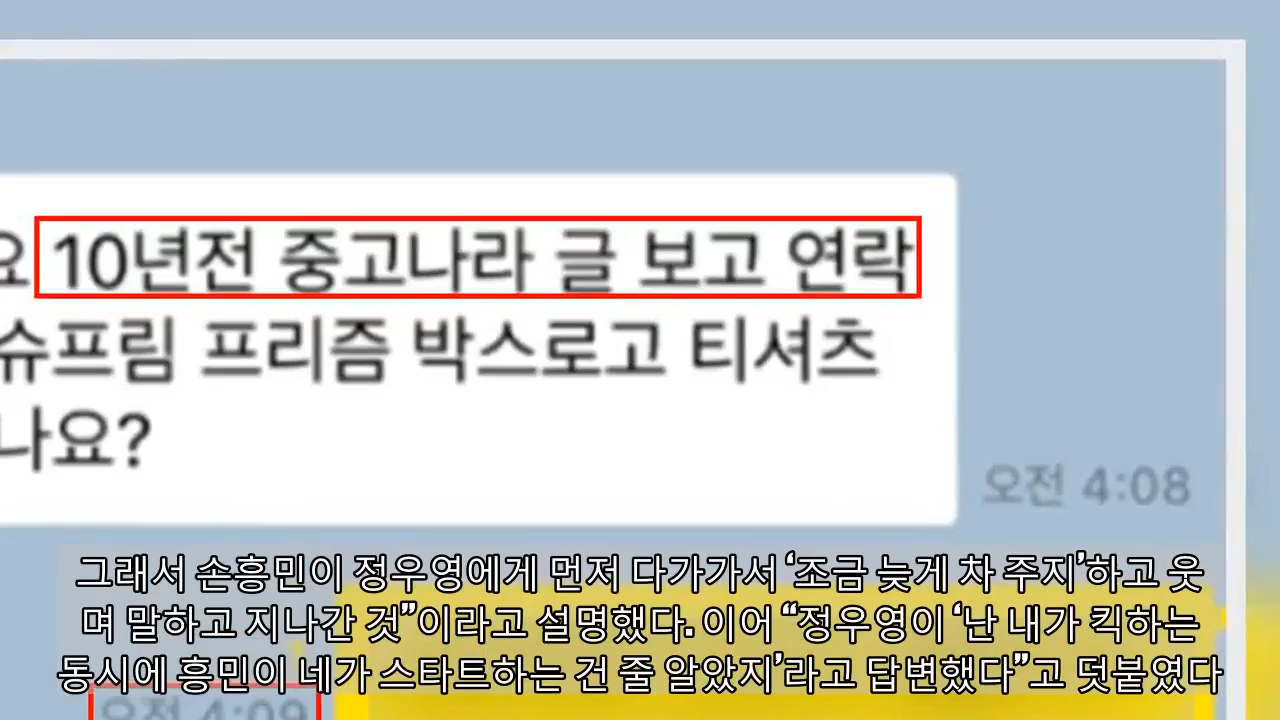 요 10년전 중고나라 글 보고 연락
슈프림 프리즘 박스로고 티셔츠
나요?
오전 4:08
그래서 손흥민이 정우영에게 먼저 다가가서 ‘조금 늦게 차 주지’하고 웃
며 말하고 지나간 것”이라고 설명했다. 이어 “정우영이 ‘난 내가 킥하는
동시에 흥민이 네가 스타트하는 건 줄 알았지’라고 답변했다”고 덧붙였다
오전 4:09